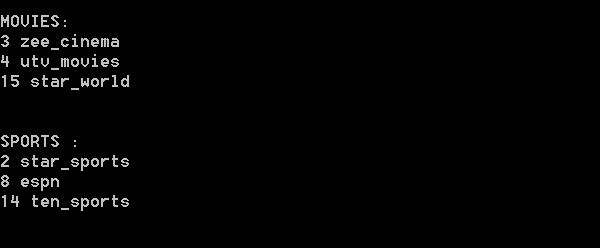 MOVIES:
3 zee_cinema
4 utv_movies
15 star_world
SPORTS :
2 star_sports
8 espn
14 ten_sports